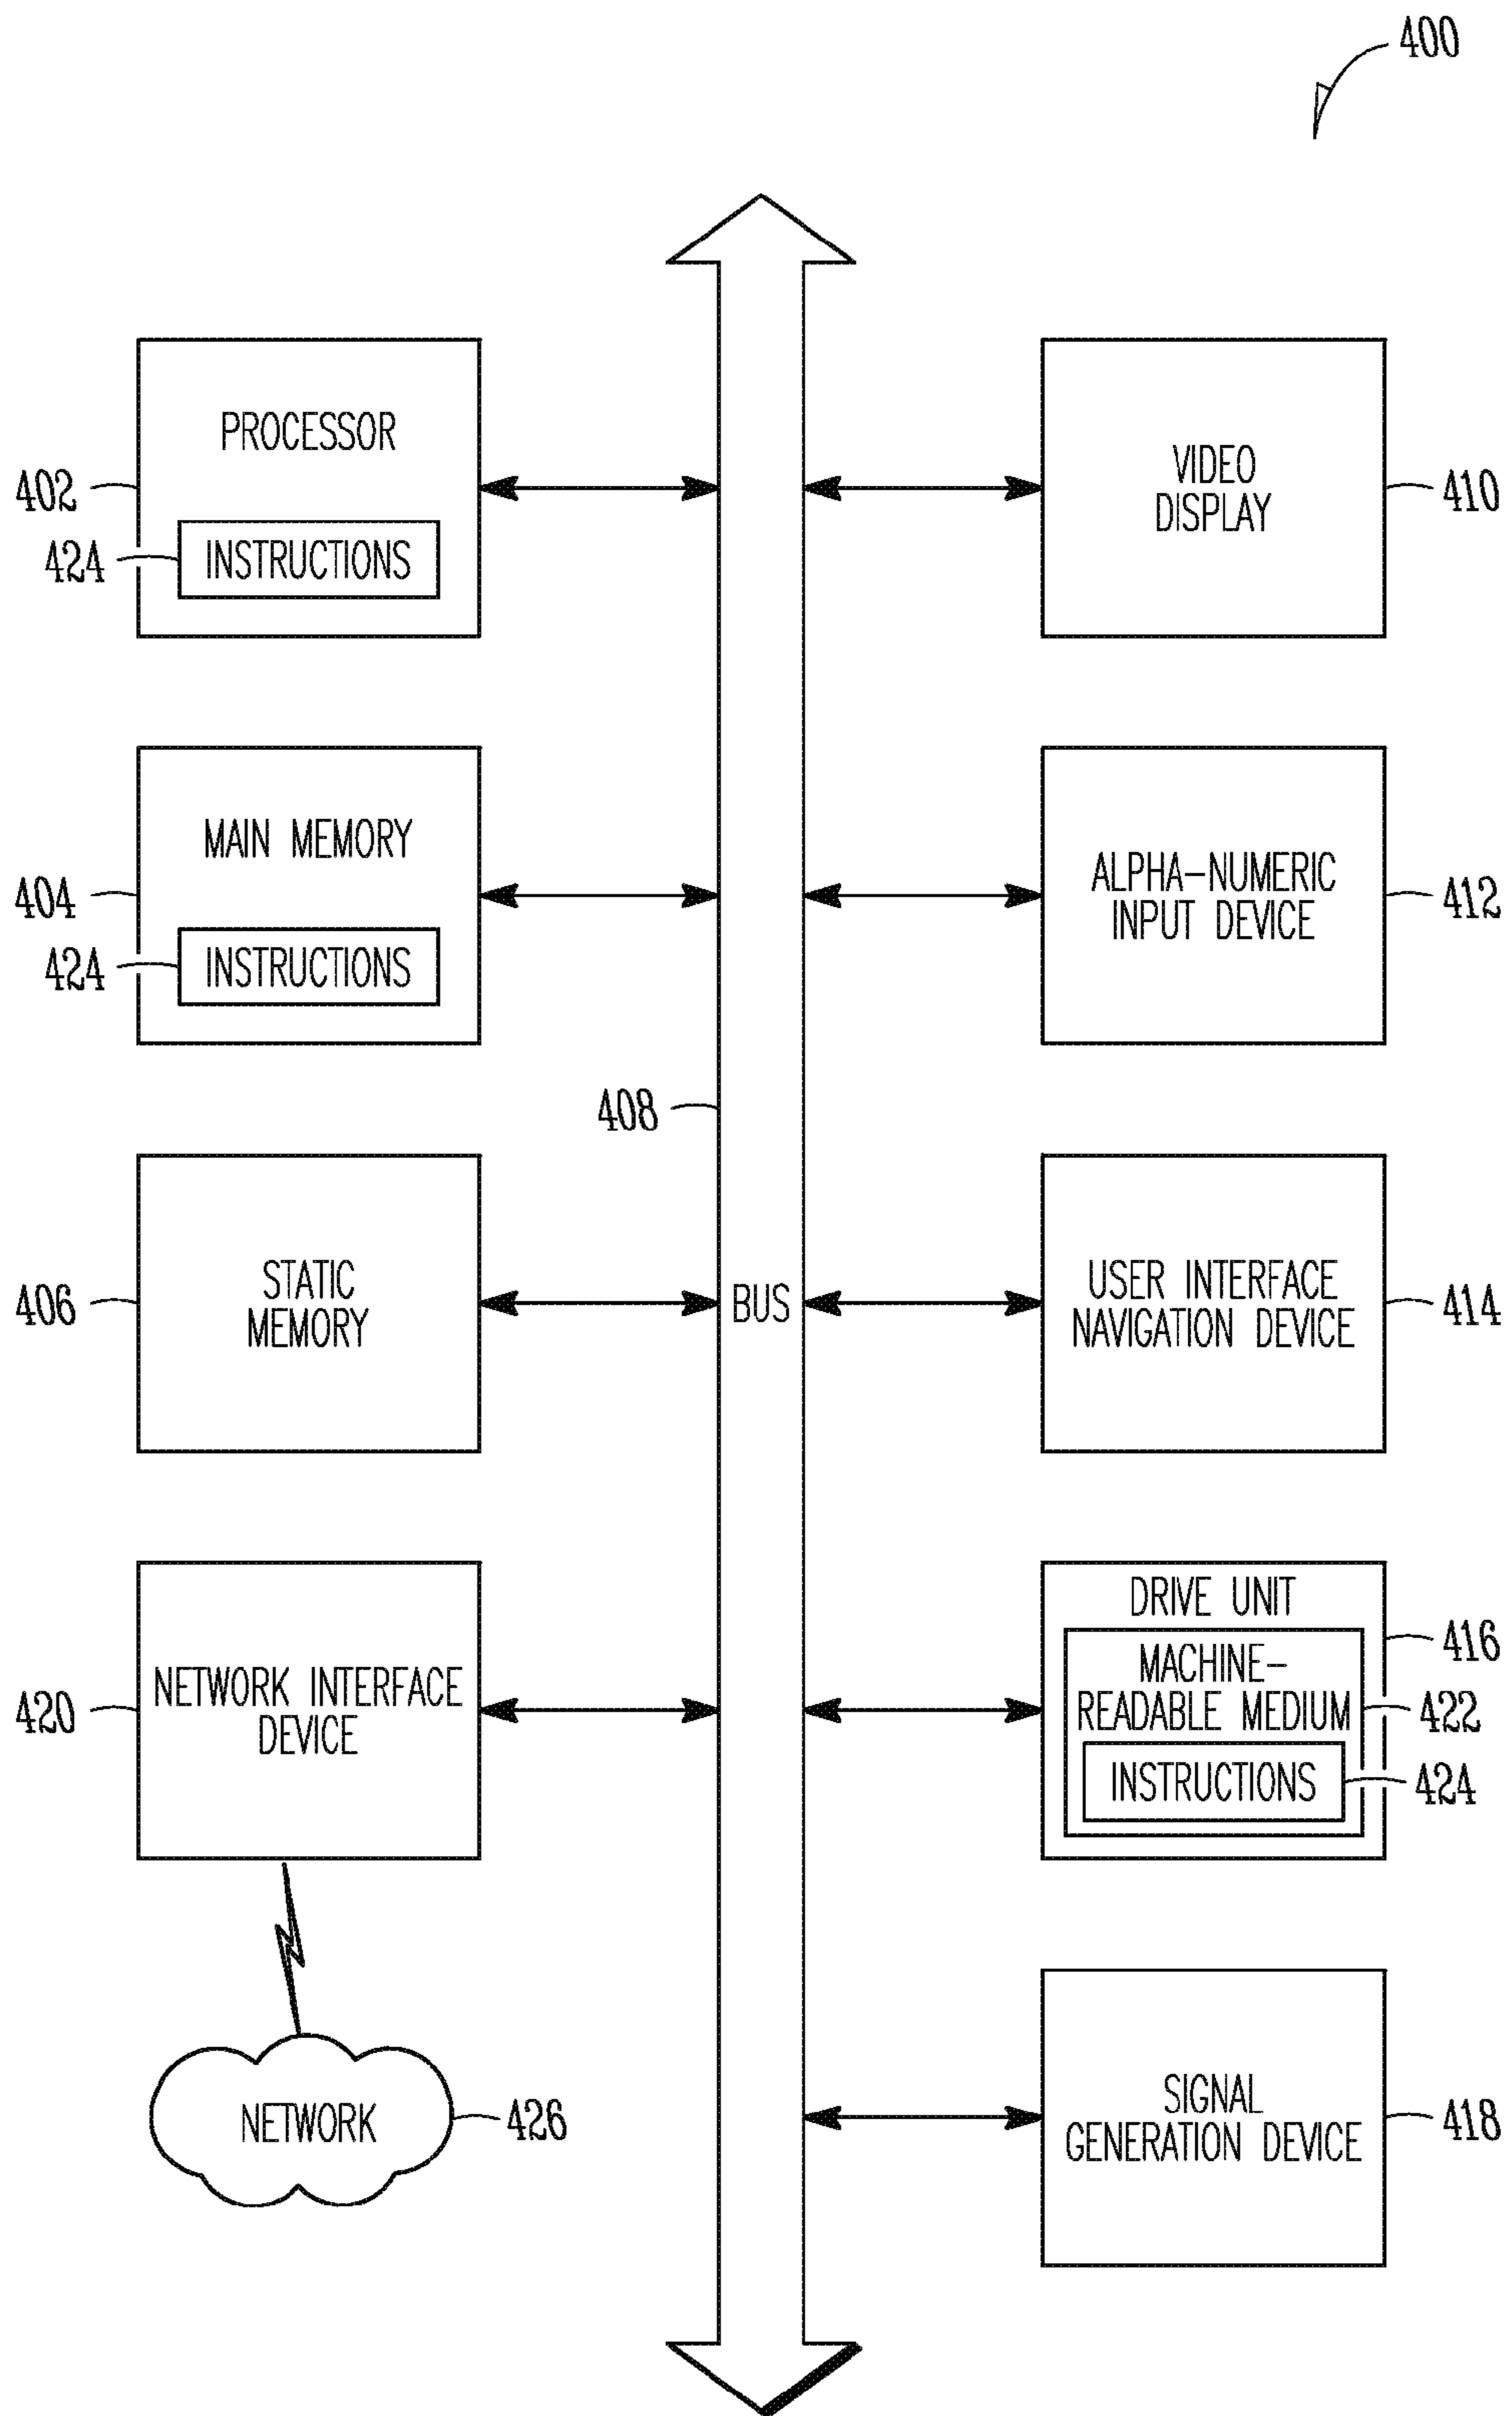 400
PROCESSOR
402
424
INSTRUCTIONS
VIDEO
DISPLAY
410
MAIN MEMORY
404
424
INSTRUCTIONS
ALPHA-NUMERIC
INPUT DEVICE
412
408
STATIC
MEMORY
406
BUS
USER INTERFACE
NAVIGATION DEVICE
414
NETWORK INTERFACE
DEVICE
420
DRIVE UNIT
416
MACHINE-
READABLE MEDIUM
422
INSTRUCTIONS
424
NETWORK
426
SIGNAL
GENERATION DEVICE
418